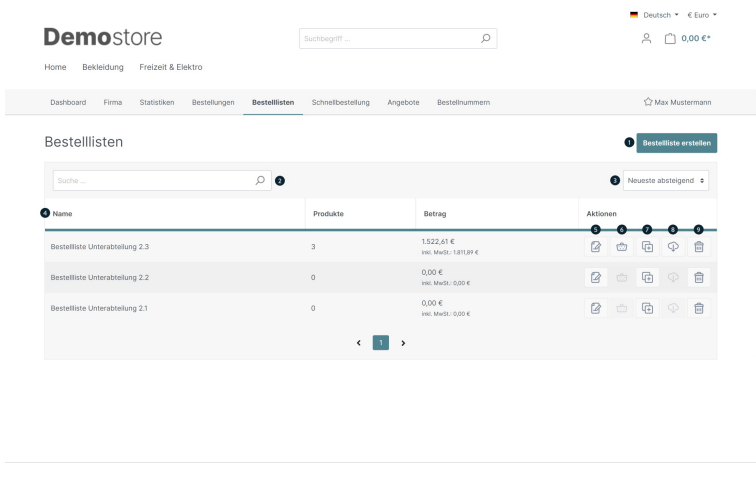 Deutsch € Euro
Demostore
Suchbegriff ...
0,00 €*
Home Bekleidung Freizeit & Elektro
Dashboard Firma Statistiken Bestellungen Bestelllisten Schnellbestellung Angebote Bestellnummern Max Mustermann
Bestelllisten
1 Bestellliste erstellen
Suche ... 2
3 Neueste absteigend
4 Name Produkte Betrag Aktionen
5 6 7 8 9
Bestellliste Unterabteilung 2.3 3 1.522,61 €
inkl. MwSt.: 1.811,89 €
Bestellliste Unterabteilung 2.2 0 0,00 €
inkl. MwSt.: 0,00 €
Bestellliste Unterabteilung 2.1 0 0,00 €
inkl. MwSt.: 0,00 €
1